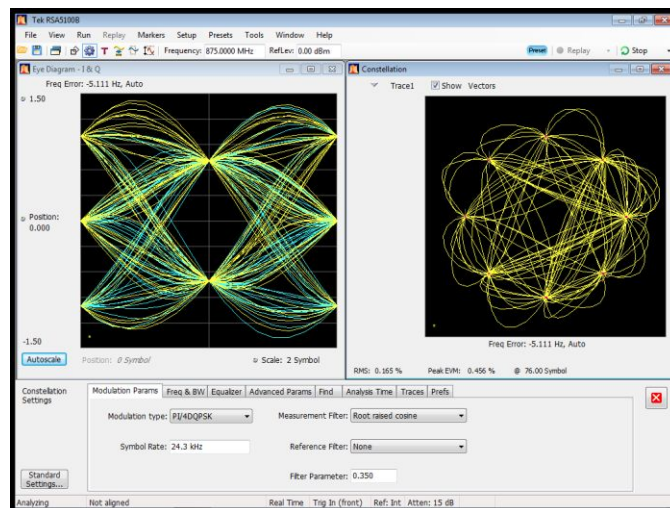 Tek RSA5100B
File View Run Replay Markers Setup Presets Tools Window Help
T Frequency: 875.0000 MHz RefLev: 0.00 dBm Preset Replay Stop
Eye Diagram - I & Q
Freq Error: -5.111 Hz, Auto
1.50
Position:
0.000
-1.50
Autoscale Position: 0 Symbol Scale: 2 Symbol
Constellation
Trace1 Show Vectors
Freq Error: -5.111 Hz, Auto
RMS: 0.165 % Peak EVM: 0.456 % @ 76.00 Symbol
Constellation
Settings
Modulation Params Freq & BW Equalizer Advanced Params Find Analysis Time Traces Prefs
Modulation type: PI/4DQPSK Measurement Filter: Root raised cosine
Symbol Rate: 24.3 kHz Reference Filter: None
Filter Parameter: 0.350
Standard
Settings...
Analyzing Not aligned Real Time Trig In (front) Ref: Int Atten: 15 dB